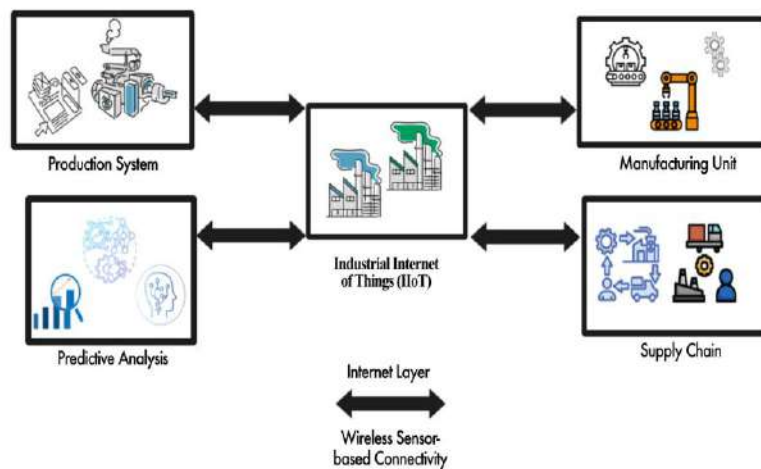 Production System
Manufacturing Unit
Industrial Internet
of Things (IIoT)
Predictive Analysis
Supply Chain
Internet Layer
Wireless Sensor-
based Connectivity